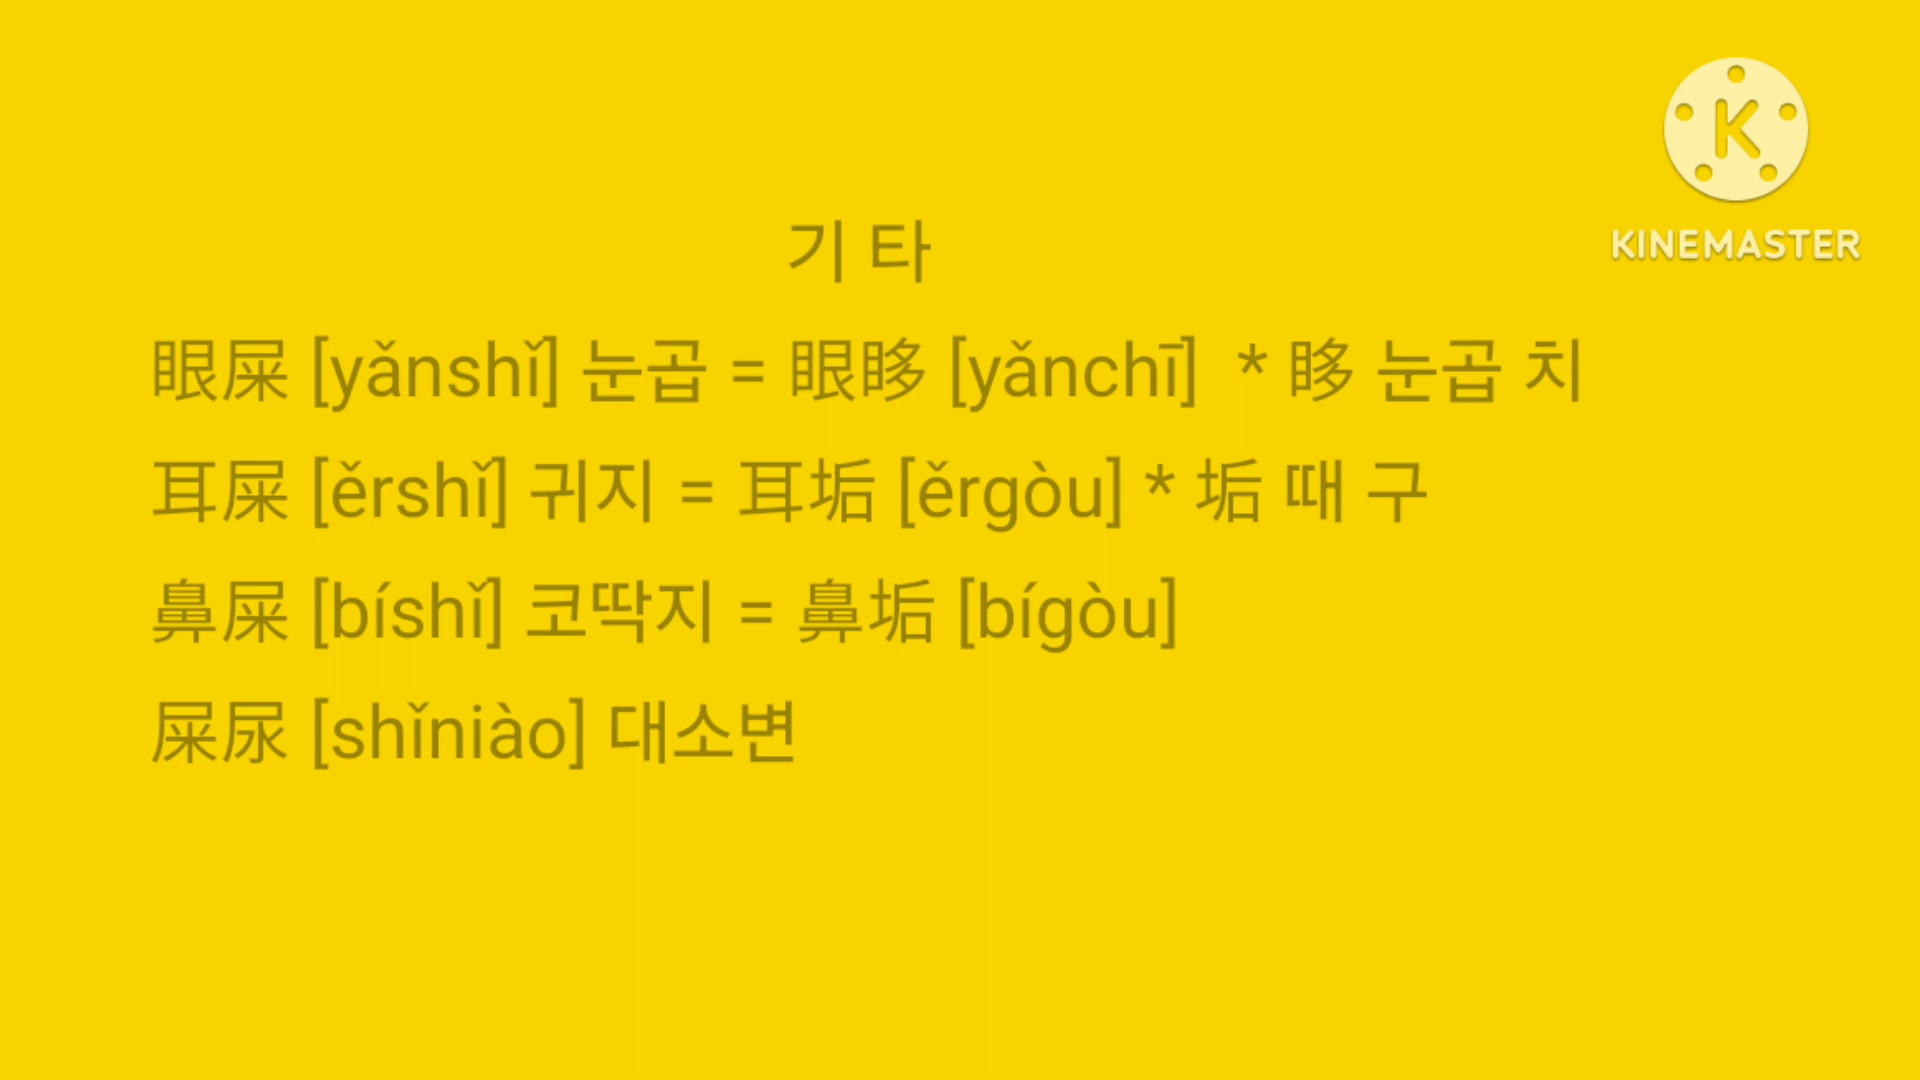 KINEMASTER
기 타
眼屎 [yǎnshǐ] 눈곱 = 眼眵 [yǎnchī]  * 眵 눈곱 치
耳屎 [ěrshǐ] 귀지 = 耳垢 [ěrgòu] * 垢 때 구
鼻屎 [bíshǐ] 코딱지 = 鼻垢 [bígòu]
屎尿 [shǐniào] 대소변